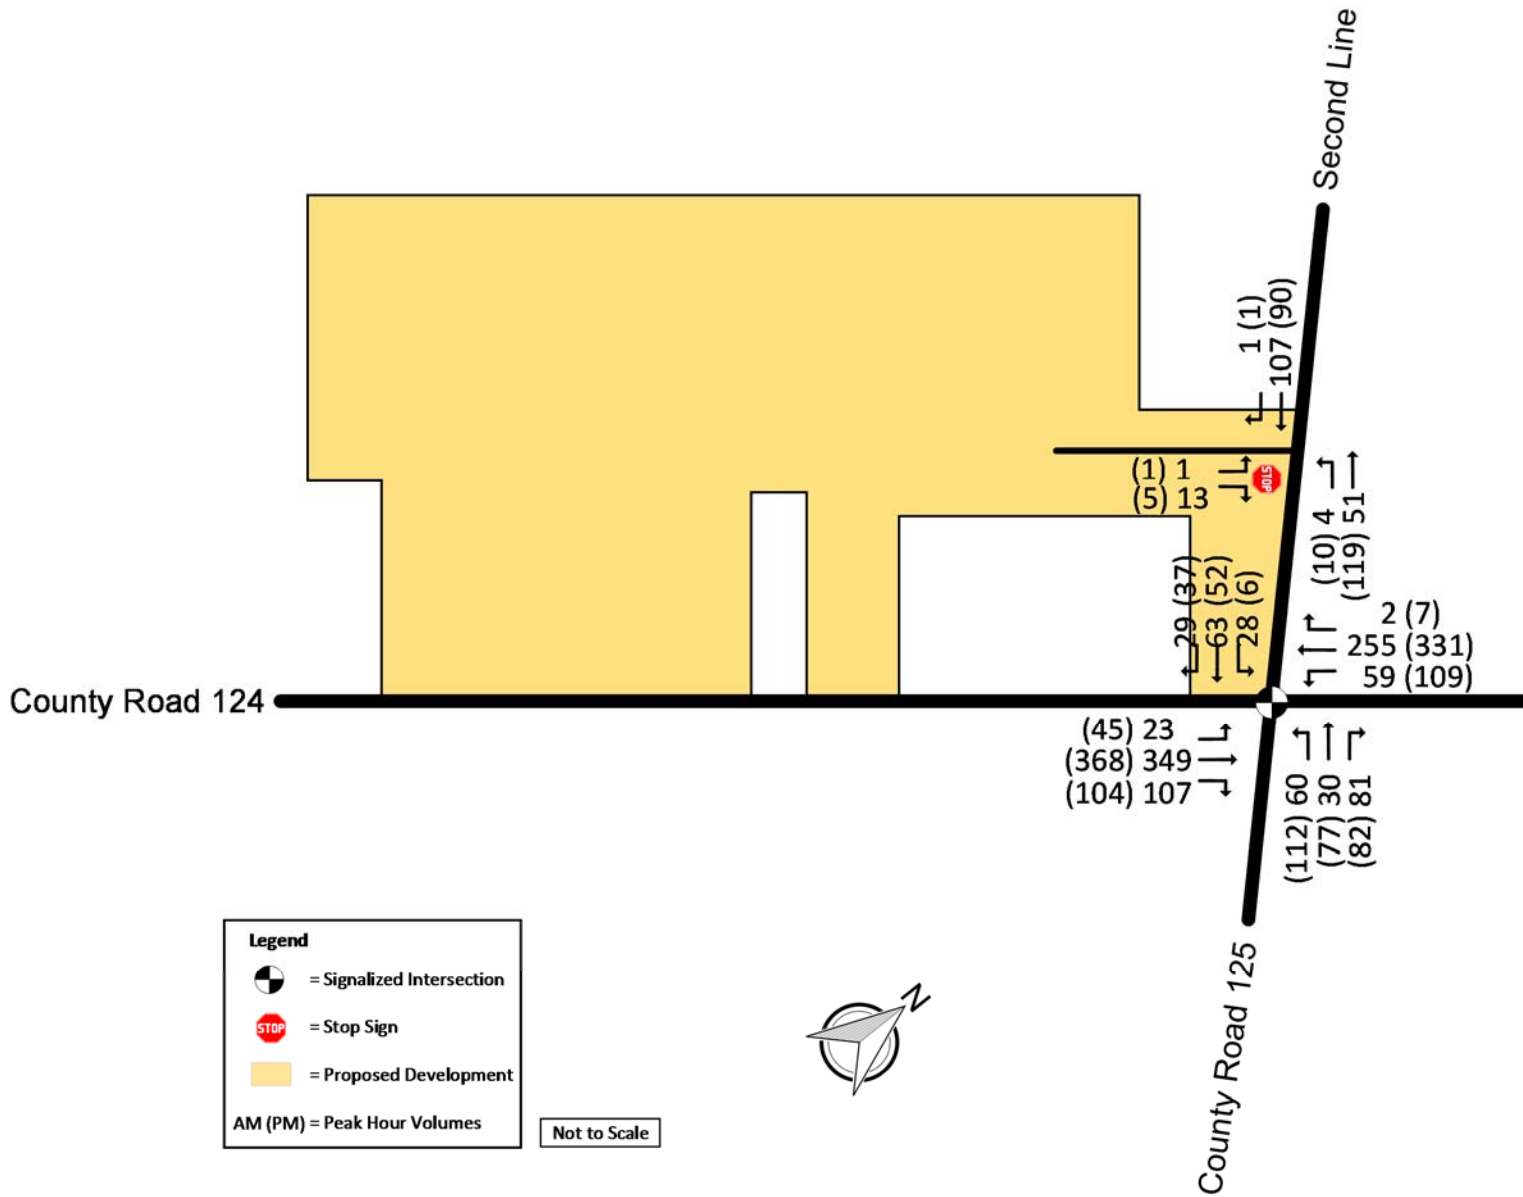 Second Line
1 (1)
107 (90)
(1) 1
(5) 13
STOP
(10) 4
(119) 51
29 (37)
63 (52)
28 (6)
2 (7)
255 (331)
59 (109)
County Road 124
(45) 23
(368) 349
(104) 107
(112) 60
(77) 30
(82) 81
County Road 125
Legend
= Signalized Intersection
STOP = Stop Sign
= Proposed Development
AM (PM) = Peak Hour Volumes
Not to Scale
N